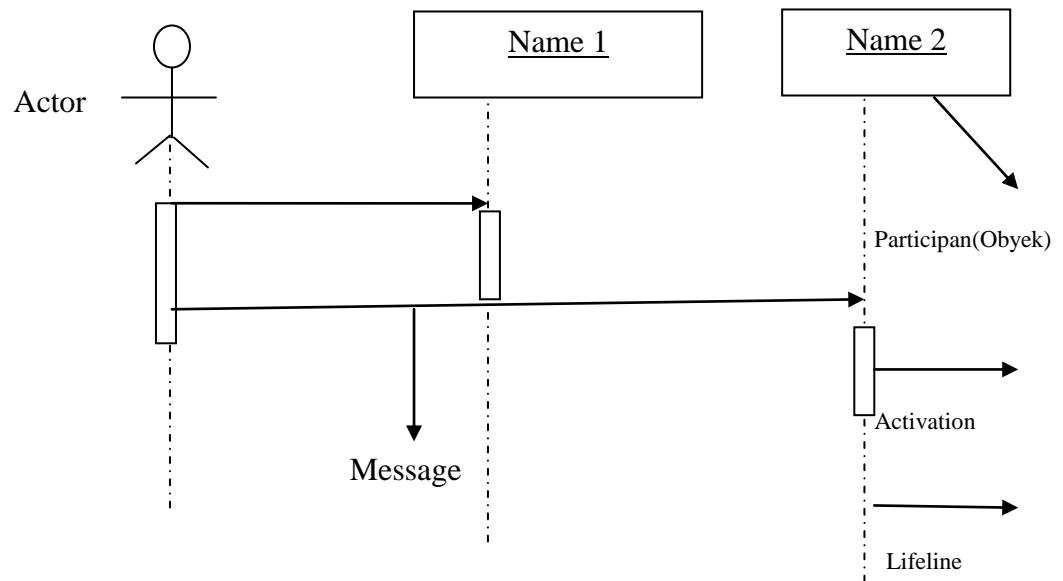 Name 1
Name 2
Actor
Participan(Obyek)
Activation
Message
Lifeline